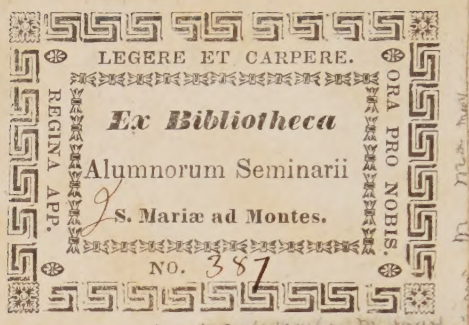 LEGERE ET CARPERE.
REGINA APP.
ORA PRO NOBIS.
Ex Bibliotheca
Alumnorum Seminarii
S. Mariæ ad Montes.
NO. 387